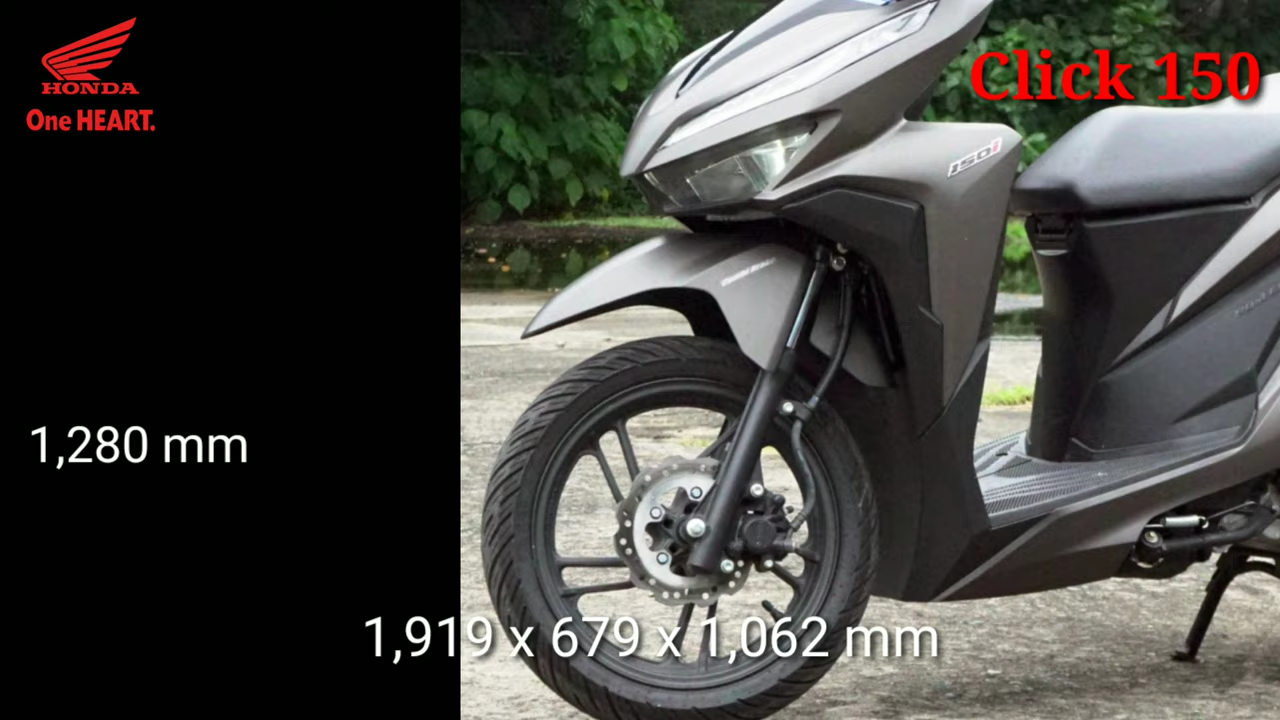 HONDA
One HEART.
Click 150
150i
1,280 mm
1,919 x 679 x 1,062 mm